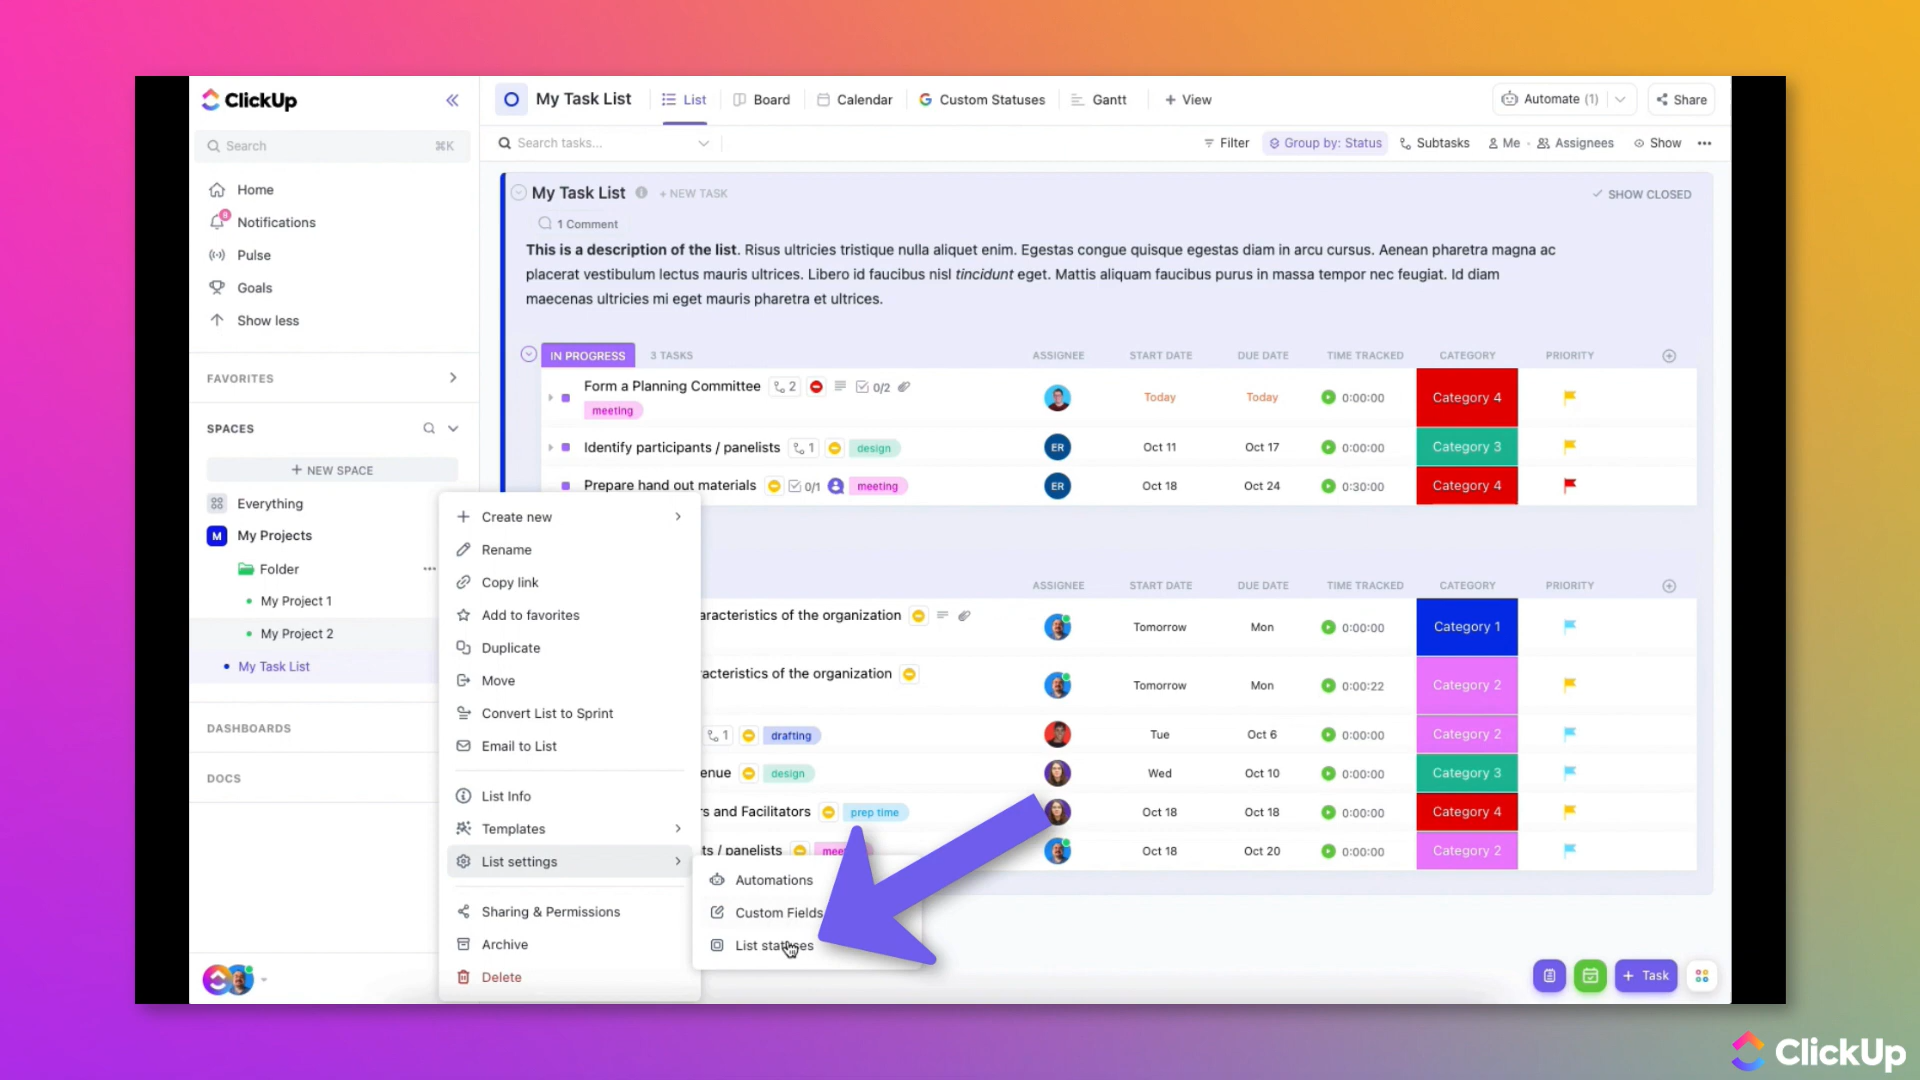 ClickUp
Search ⌘K
Home
8
Notifications
Pulse
Goals
Show less
FAVORITES
SPACES
+ NEW SPACE
Everything
M My Projects
Folder
My Project 1
My Project 2
My Task List
DASHBOARDS
DOCS
My Task List List Board Calendar Custom Statuses Gantt + View Automate (1) Share
Search tasks... Filter Group by: Status Subtasks Me Assignees Show
My Task List + NEW TASK SHOW CLOSED
1 Comment
This is a description of the list. Risus ultricies tristique nulla aliquet enim. Egestas congue quisque egestas diam in arcu cursus. Aenean pharetra magna ac
placerat vestibulum lectus mauris ultrices. Libero id faucibus nisl tincidunt eget. Mattis aliquam faucibus purus in massa tempor nec feugiat. Id diam
maecenas ultricies mi eget mauris pharetra et ultrices.
IN PROGRESS 3 TASKS ASSIGNEE START DATE DUE DATE TIME TRACKED CATEGORY PRIORITY
Form a Planning Committee 2 0/2 Today Today 0:00:00 Category 4
meeting
Identify participants / panelists 1 design ER Oct 11 Oct 17 0:00:00 Category 3
Prepare hand out materials 0/1 meeting ER Oct 18 Oct 24 0:30:00 Category 4
ASSIGNEE START DATE DUE DATE TIME TRACKED CATEGORY PRIORITY
aracteristics of the organization Tomorrow Mon 0:00:00 Category 1
acteristics of the organization Tomorrow Mon 0:00:22 Category 2
1 drafting Tue Oct 6 0:00:00 Category 2
enue design Wed Oct 10 0:00:00 Category 3
rs and Facilitators prep time Oct 18 Oct 18 0:00:00 Category 4
ts / panelists mee Oct 18 Oct 20 0:00:00 Category 2
Create new
Rename
Copy link
Add to favorites
Duplicate
Move
Convert List to Sprint
Email to List
List Info
Templates
List settings
Sharing & Permissions
Archive
Delete
Automations
Custom Fields
List statuses
+ Task
ClickUp